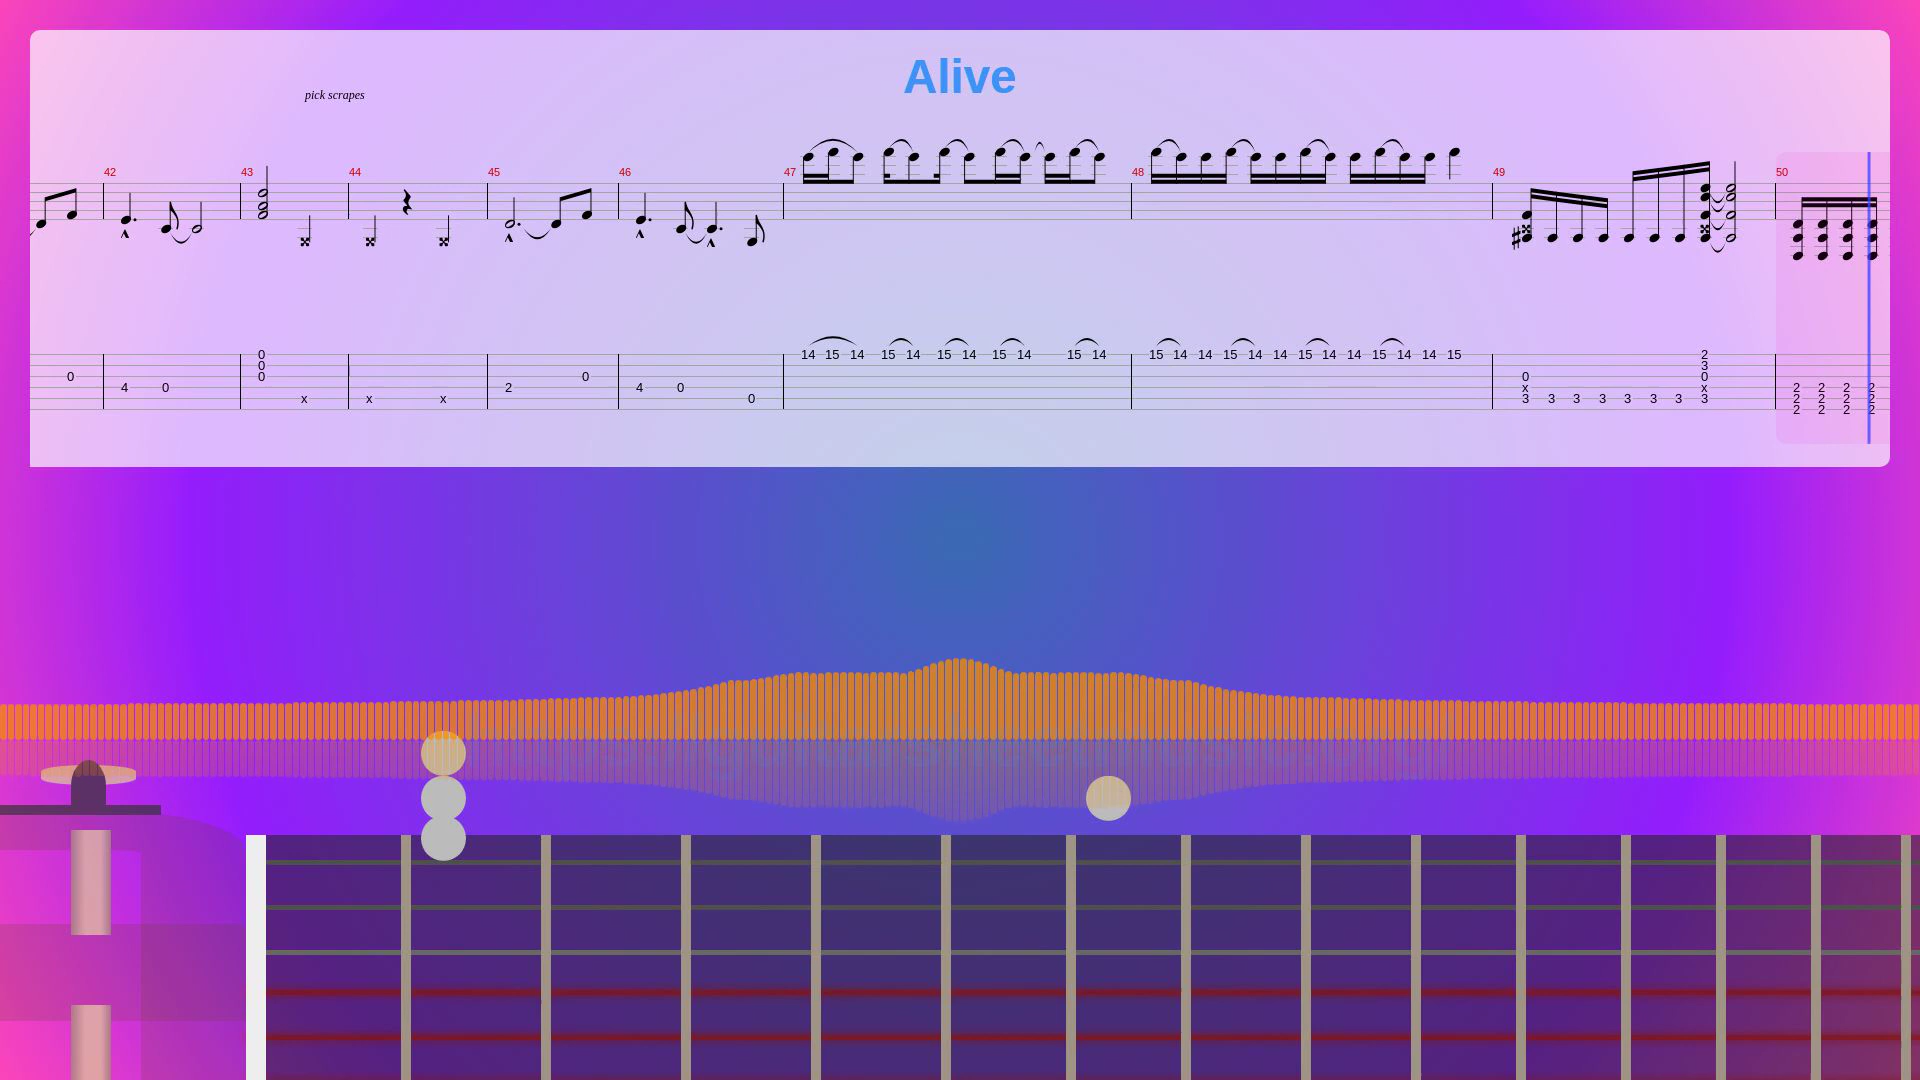 Alive
pick scrapes
42 43 44 45 46 47 48 49 50
0 14 15 14 15 14 15 14 15 14 15 14 15 14 14 15 14 14 15 14 14 15 14 14 15 2
0 3
0 0 0 0 0
4 0 2 4 0 x x 2 2 2 2
x x x 0 3 3 3 3 3 3 3 3 2 2 2 2
2 2 2 2